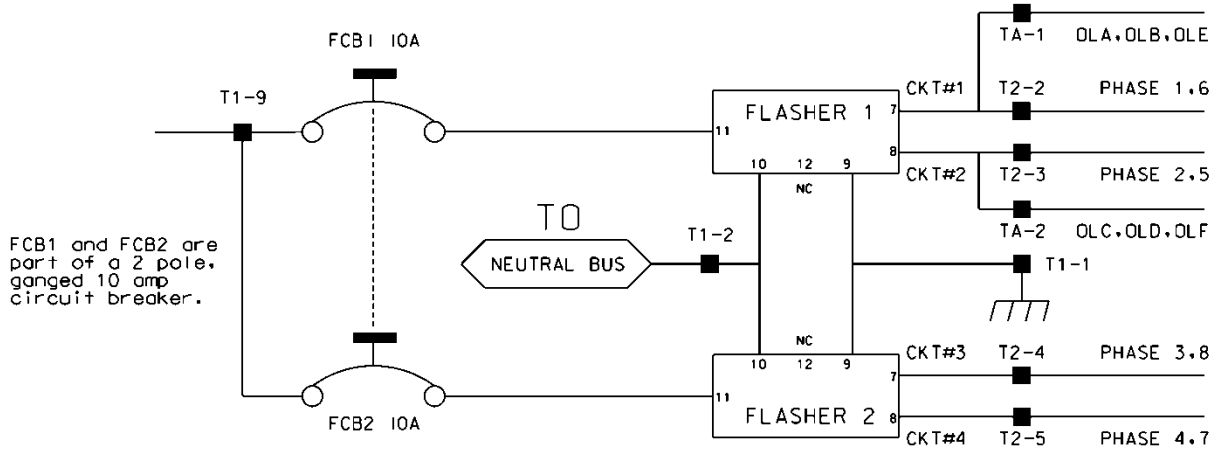 TA-1 OLA,OLB,OLE
FCB1 10A
T1-9
CKT#1 T2-2 PHASE 1,6
FLASHER 1
7
11
8
10 12 9
NC
CKT#2 T2-3 PHASE 2,5
TA-2 OLC,OLD,OLF
TO
NEUTRAL BUS
T1-2
T1-1
FCB1 and FCB2 are
part of a 2 pole,
ganged 10 amp
circuit breaker.
NC
10 12 9
CKT#3 T2-4 PHASE 3,8
7
11
FLASHER 2
8
FCB2 10A
CKT#4 T2-5 PHASE 4,7